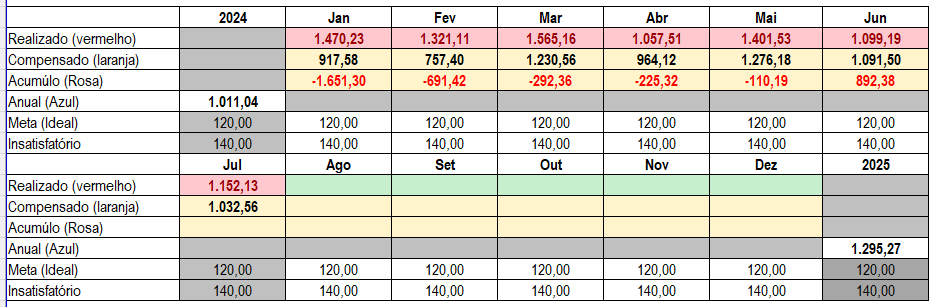 2024 Jan Fev Mar Abr Mai Jun
Realizado (vermelho) 1.470,23 1.321,11 1.565,16 1.057,51 1.401,53 1.099,19
Compensado (laranja) 917,58 757,40 1.230,56 964,12 1.276,18 1.091,50
Acumúlo (Rosa) -1.651,30 -691,42 -292,36 -225,32 -110,19 892,38
Anual (Azul) 1.011,04
Meta (Ideal) 120,00 120,00 120,00 120,00 120,00 120,00 120,00
Insatisfatório 140,00 140,00 140,00 140,00 140,00 140,00 140,00
Jul Ago Set Out Nov Dez 2025
Realizado (vermelho) 1.152,13
Compensado (laranja) 1.032,56
Acumúlo (Rosa)
Anual (Azul) 1.295,27
Meta (Ideal) 120,00 120,00 120,00 120,00 120,00 120,00 120,00
Insatisfatório 140,00 140,00 140,00 140,00 140,00 140,00 140,00